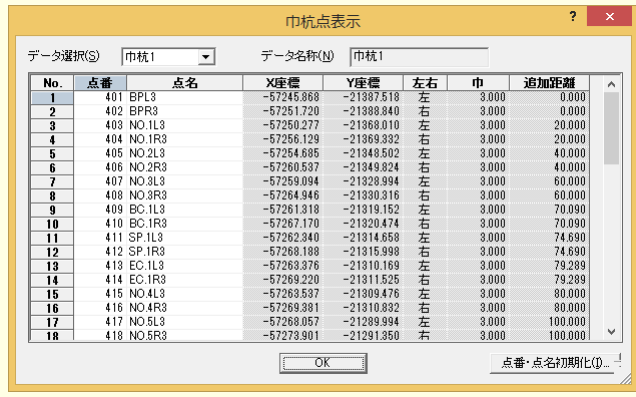 巾杭点表示
? ×
データ選択(S) 巾杭1 データ名称(N) 巾杭1
No. 点番 点名 X座標 Y座標 左右 巾 追加距離
1 401 BPL3 -57245.868 -21387.518 左 3.000 0.000
2 402 BPR3 -57251.720 -21388.840 右 3.000 0.000
3 403 NO.1L3 -57250.277 -21368.010 左 3.000 20.000
4 404 NO.1R3 -57256.129 -21369.332 右 3.000 20.000
5 405 NO.2L3 -57254.685 -21348.502 左 3.000 40.000
6 406 NO.2R3 -57260.537 -21349.824 右 3.000 40.000
7 407 NO.3L3 -57259.094 -21328.994 左 3.000 60.000
8 408 NO.3R3 -57264.946 -21330.316 右 3.000 60.000
9 409 BC.1L3 -57261.318 -21319.152 左 3.000 70.090
10 410 BC.1R3 -57267.170 -21320.474 右 3.000 70.090
11 411 SP.1L3 -57262.340 -21314.658 左 3.000 74.690
12 412 SP.1R3 -57268.188 -21315.998 右 3.000 74.690
13 413 EC.1L3 -57263.376 -21310.169 左 3.000 79.289
14 414 EC.1R3 -57269.220 -21311.525 右 3.000 79.289
15 415 NO.4L3 -57263.537 -21309.476 左 3.000 80.000
16 416 NO.4R3 -57269.381 -21310.832 右 3.000 80.000
17 417 NO.5L3 -57268.057 -21289.994 左 3.000 100.000
18 418 NO.5R3 -57273.901 -21291.350 右 3.000 100.000
OK 点番・点名初期化(I)...